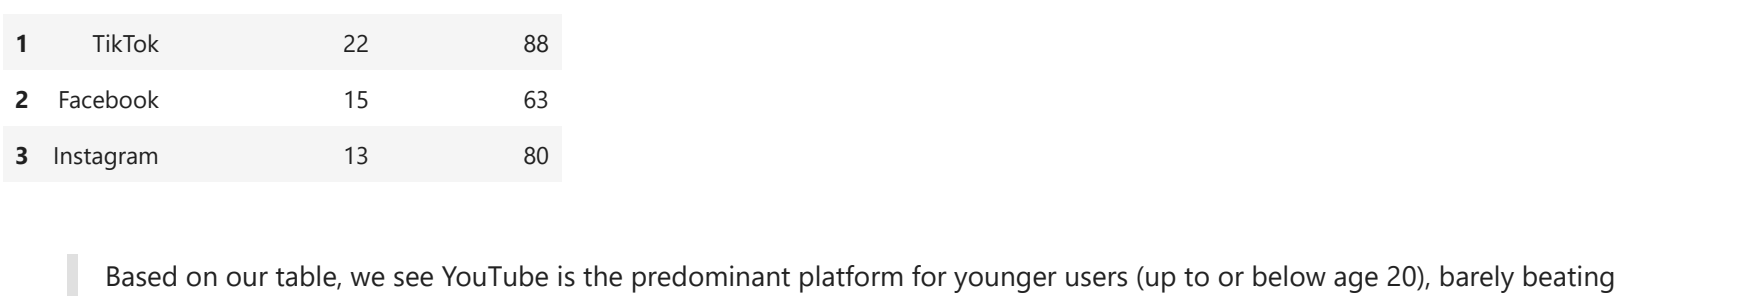 1 TikTok 22 88
2 Facebook 15 63
3 Instagram 13 80
Based on our table, we see YouTube is the predominant platform for younger users (up to or below age 20), barely beating